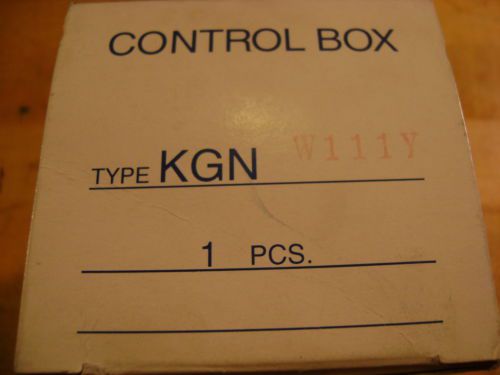 CONTROL BOX
TYPE KGN W111Y
1 PCS.